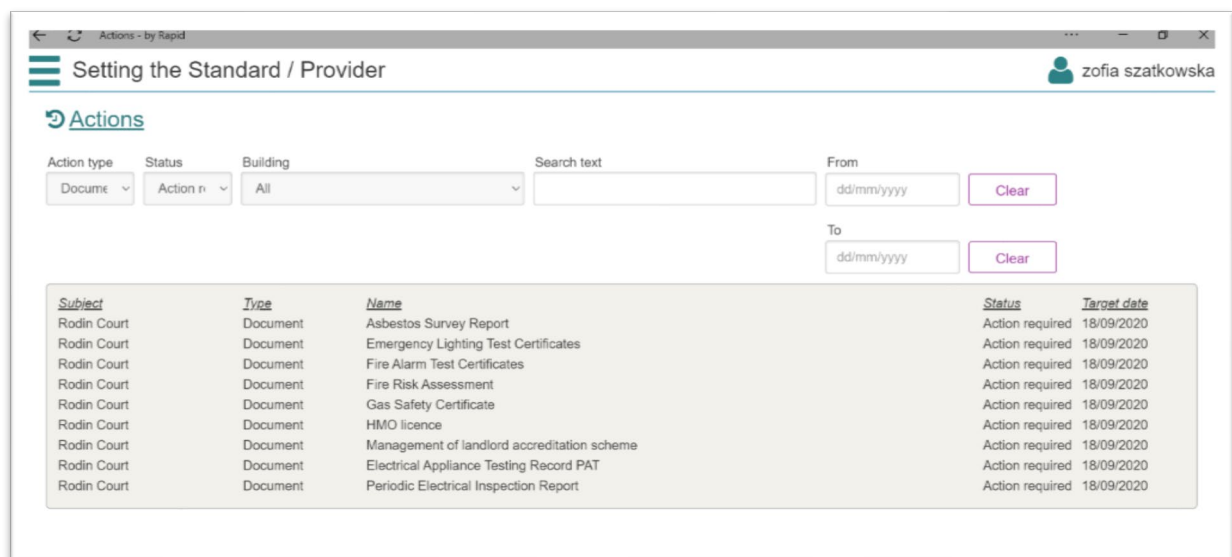 Actions - by Rapid
Setting the Standard / Provider zofia szatkowska
Actions
Action type Status Building Search text From
Docume Action r All dd/mm/yyyy Clear
To
dd/mm/yyyy Clear
Subject Type Name Status Target date
Rodin Court Document Asbestos Survey Report Action required 18/09/2020
Rodin Court Document Emergency Lighting Test Certificates Action required 18/09/2020
Rodin Court Document Fire Alarm Test Certificates Action required 18/09/2020
Rodin Court Document Fire Risk Assessment Action required 18/09/2020
Rodin Court Document Gas Safety Certificate Action required 18/09/2020
Rodin Court Document HMO licence Action required 18/09/2020
Rodin Court Document Management of landlord accreditation scheme Action required 18/09/2020
Rodin Court Document Electrical Appliance Testing Record PAT Action required 18/09/2020
Rodin Court Document Periodic Electrical Inspection Report Action required 18/09/2020